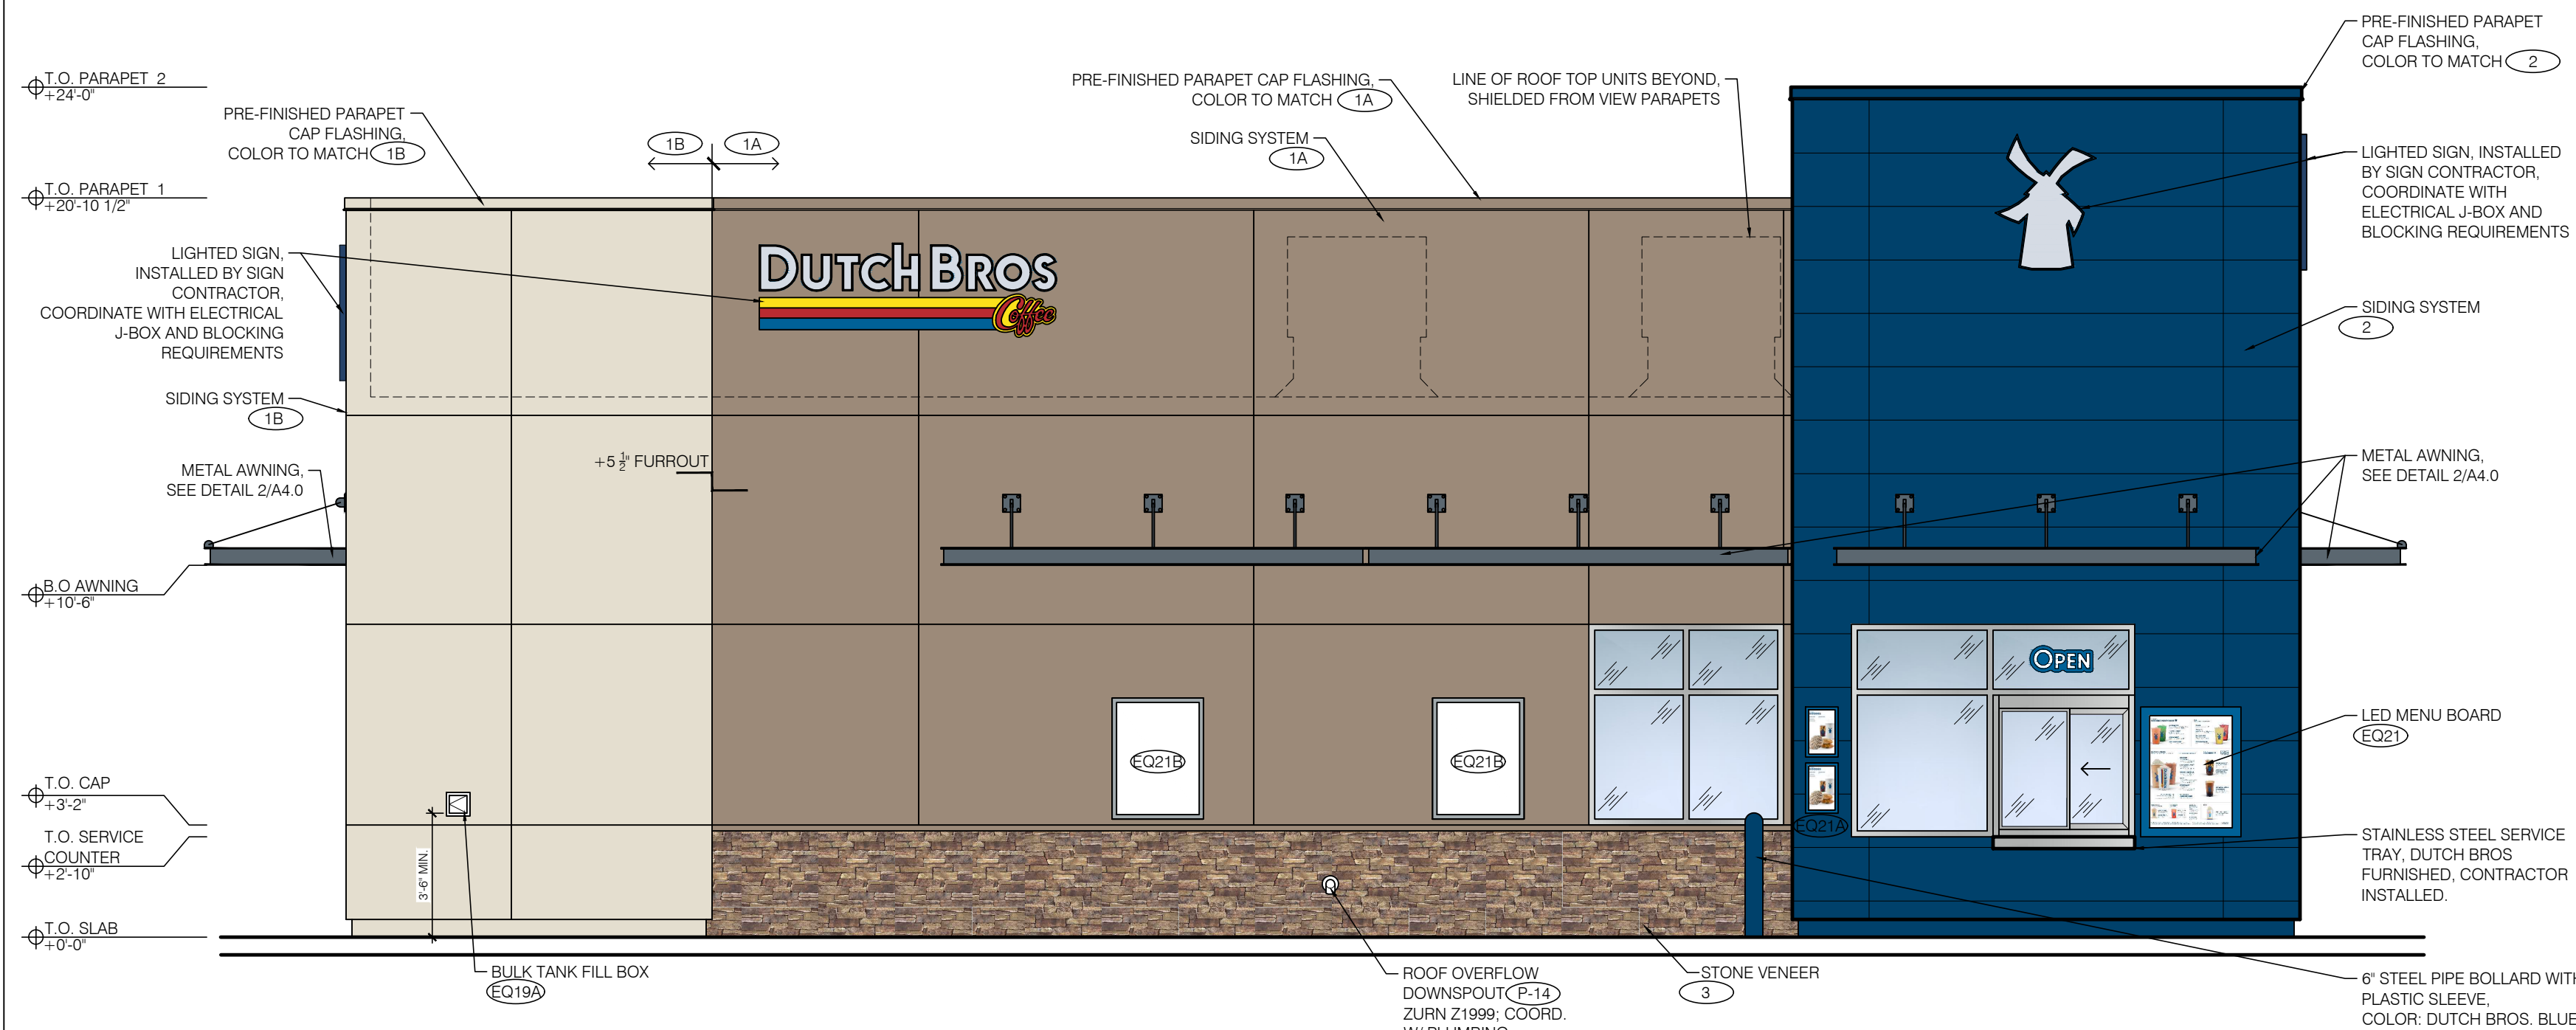 T.O. PARAPET 2
+24'-0"
T.O. PARAPET 1
+20'-10 1/2"
PRE-FINISHED PARAPET
CAP FLASHING,
COLOR TO MATCH 1B
LIGHTED SIGN,
INSTALLED BY SIGN
CONTRACTOR,
COORDINATE WITH ELECTRICAL
J-BOX AND BLOCKING
REQUIREMENTS
SIDING SYSTEM
1B
METAL AWNING,
SEE DETAIL 2/A4.0
B.O AWNING
+10'-6"
T.O. CAP
+3'-2"
T.O. SERVICE
COUNTER
+2'-10"
T.O. SLAB
+0'-0"
1B 1A
+5 1/2" FURROUT
3'-6" MIN.
BULK TANK FILL BOX
EQ19A
DUTCH BROS
Coffee
PRE-FINISHED PARAPET CAP FLASHING,
COLOR TO MATCH 1A
SIDING SYSTEM
1A
LINE OF ROOF TOP UNITS BEYOND,
SHIELDED FROM VIEW PARAPETS
EQ21B
EQ21B
EQ21A
OPEN
ROOF OVERFLOW
DOWNSPOUT P-14
ZURN Z1999; COORD.
W/ PLUMBING
STONE VENEER
3
PRE-FINISHED PARAPET
CAP FLASHING,
COLOR TO MATCH 2
LIGHTED SIGN, INSTALLED
BY SIGN CONTRACTOR,
COORDINATE WITH
ELECTRICAL J-BOX AND
BLOCKING REQUIREMENTS
SIDING SYSTEM
2
METAL AWNING,
SEE DETAIL 2/A4.0
LED MENU BOARD
EQ21
STAINLESS STEEL SERVICE
TRAY, DUTCH BROS
FURNISHED, CONTRACTOR
INSTALLED.
6" STEEL PIPE BOLLARD WITH
PLASTIC SLEEVE,
COLOR: DUTCH BROS. BLUE